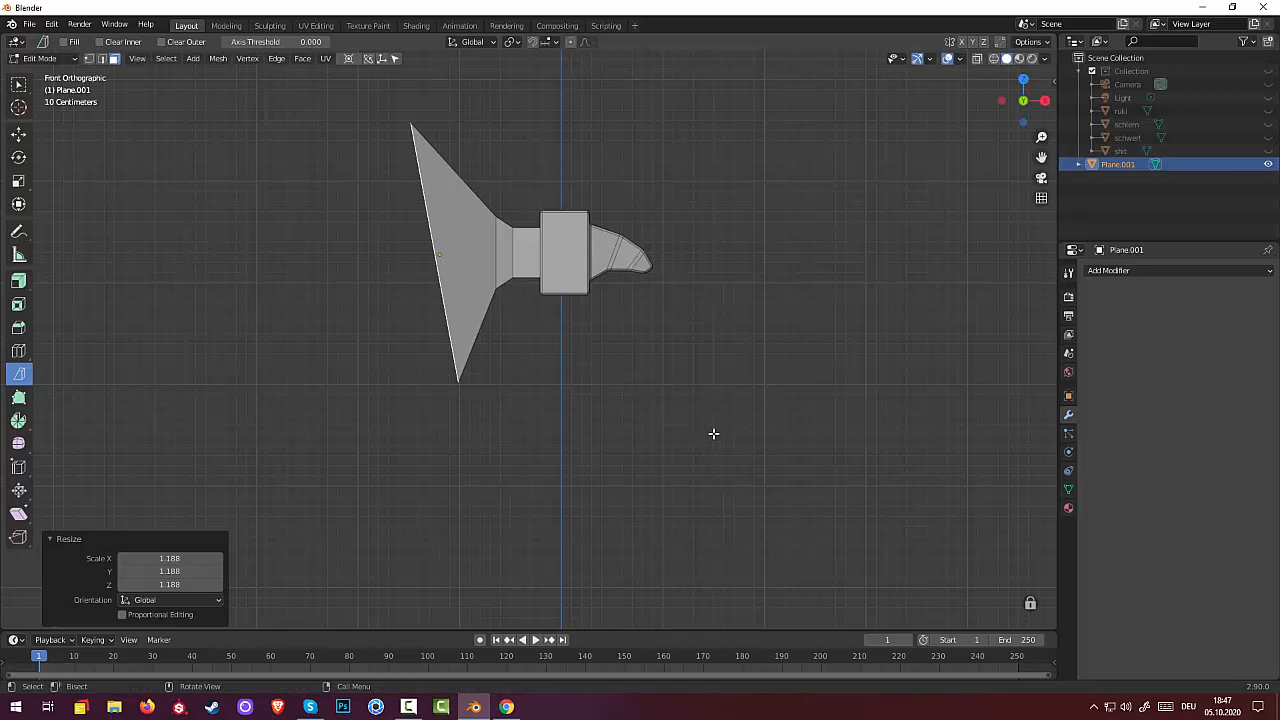 Blender
File Edit Render Window Help Layout Modeling Sculpting UV Editing Texture Paint Shading Animation Rendering Compositing Scripting + Scene View Layer
Fill Clear Inner Clear Outer Axis Threshold 0.000 Global X Y Z Options
Edit Mode View Select Add Mesh Vertex Edge Face UV
Scene Collection
Collection
Camera
Light
ruki
schlem
schwert
shit
Plane.001
Front Orthographic
(1) Plane.001
10 Centimeters
Z
Y
X
Plane.001
Add Modifier
Resize
Scale X 1.188
Y 1.188
Z 1.188
Orientation Global
Proportional Editing
Playback Keying View Marker 1 Start 1 End 250
1 10 20 30 40 50 60 70 80 90 100 110 120 130 140 150 160 170 180 190 200 210 220 230 240 250
Select Bisect Rotate View Call Menu 2.90.0
Ps DEU 18:47
05.10.2020